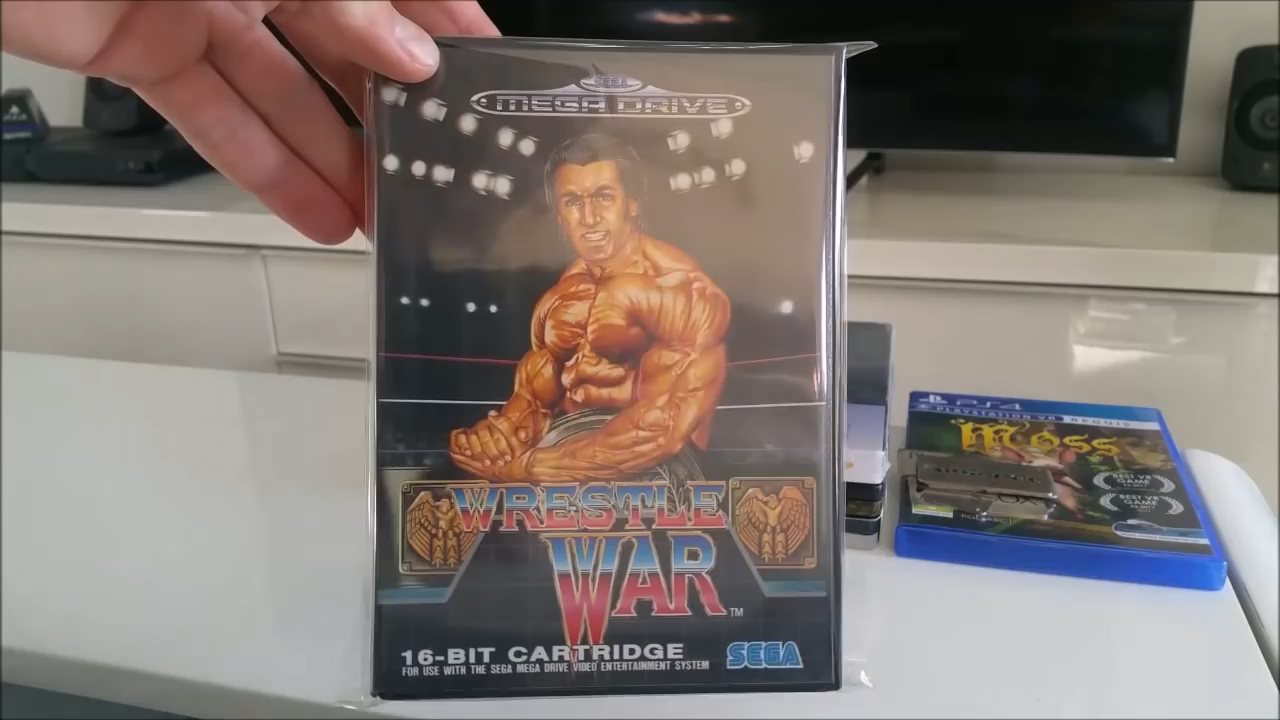 SEGA
MEGA DRIVE
WRESTLE
WAR
TM
16-BIT CARTRIDGE
FOR USE WITH THE SEGA MEGA DRIVE VIDEO ENTERTAINMENT SYSTEM
SEGA
PS4
PLAYSTATION VR REQUIS
Moss
BEST VR
GAME
BEST VR
GAME